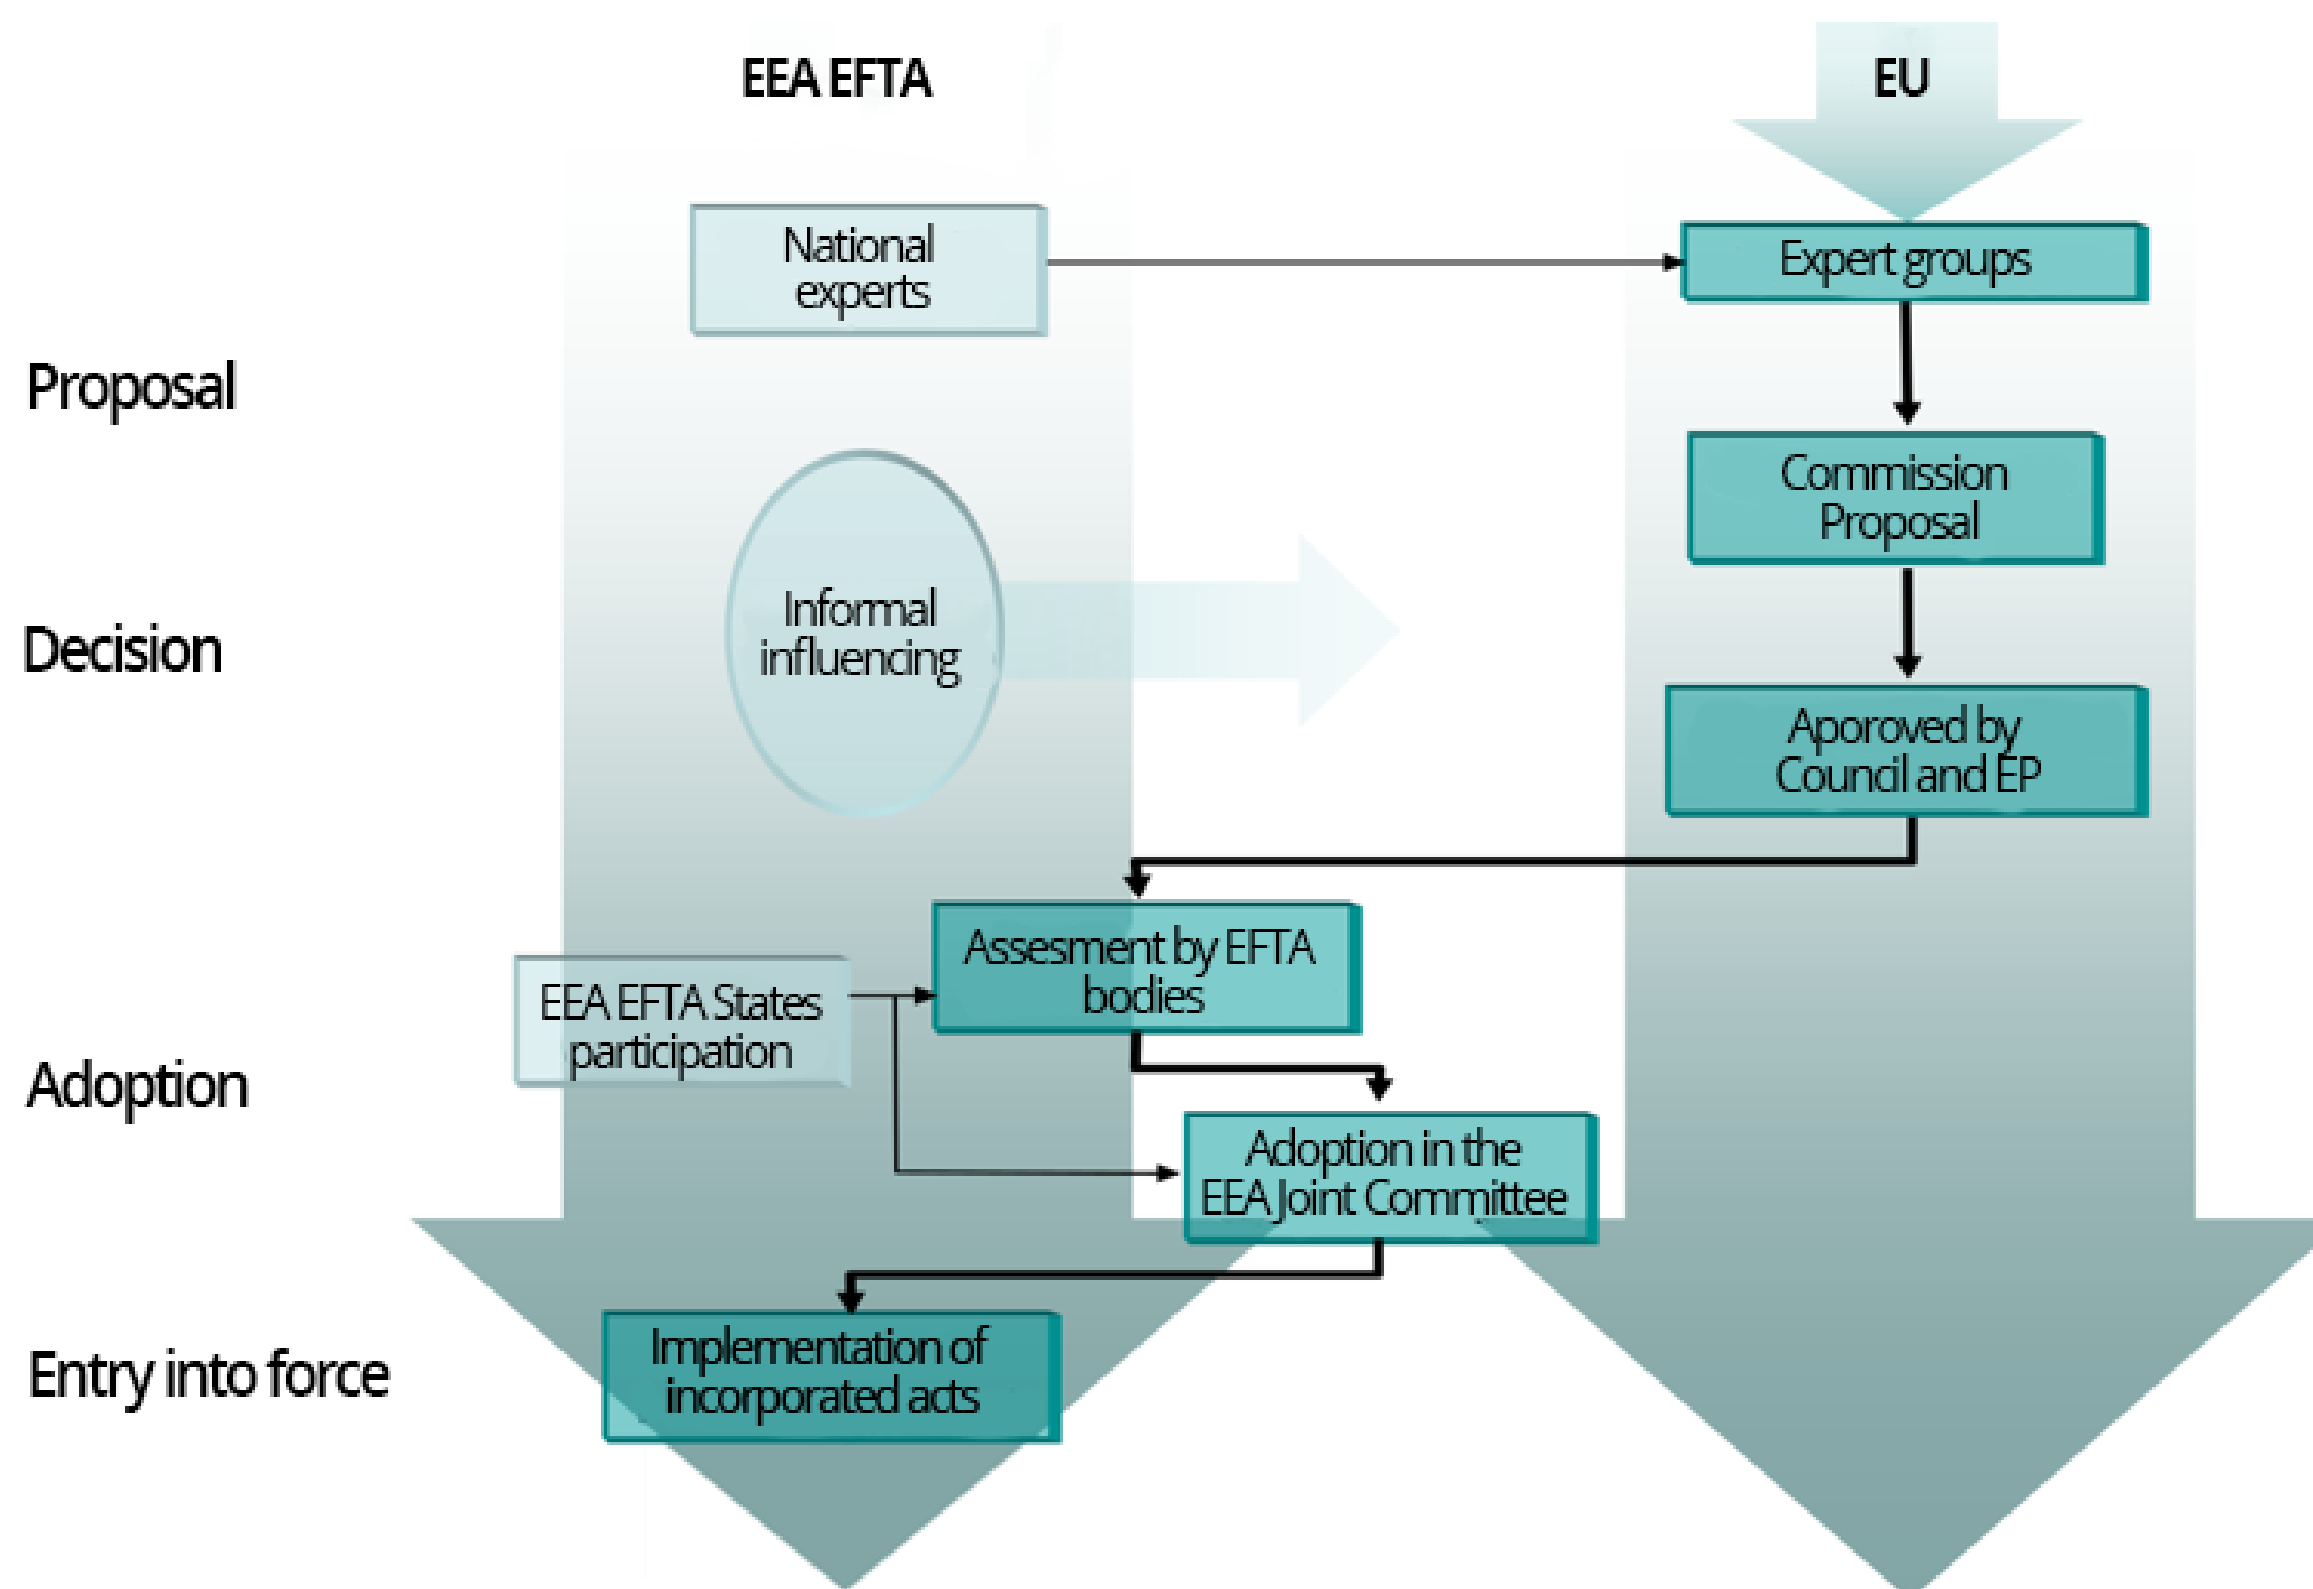 EEA EFTA
EU
National
experts
Expert groups
Proposal
Commission
Proposal
Informal
influencing
Decision
Aporoved by
Council and EP
Assesment by EFTA
bodies
EEA EFTA States
participation
Adoption
Adoption in the
EEA Joint Committee
Entry into force
Implementation of
incorporated acts